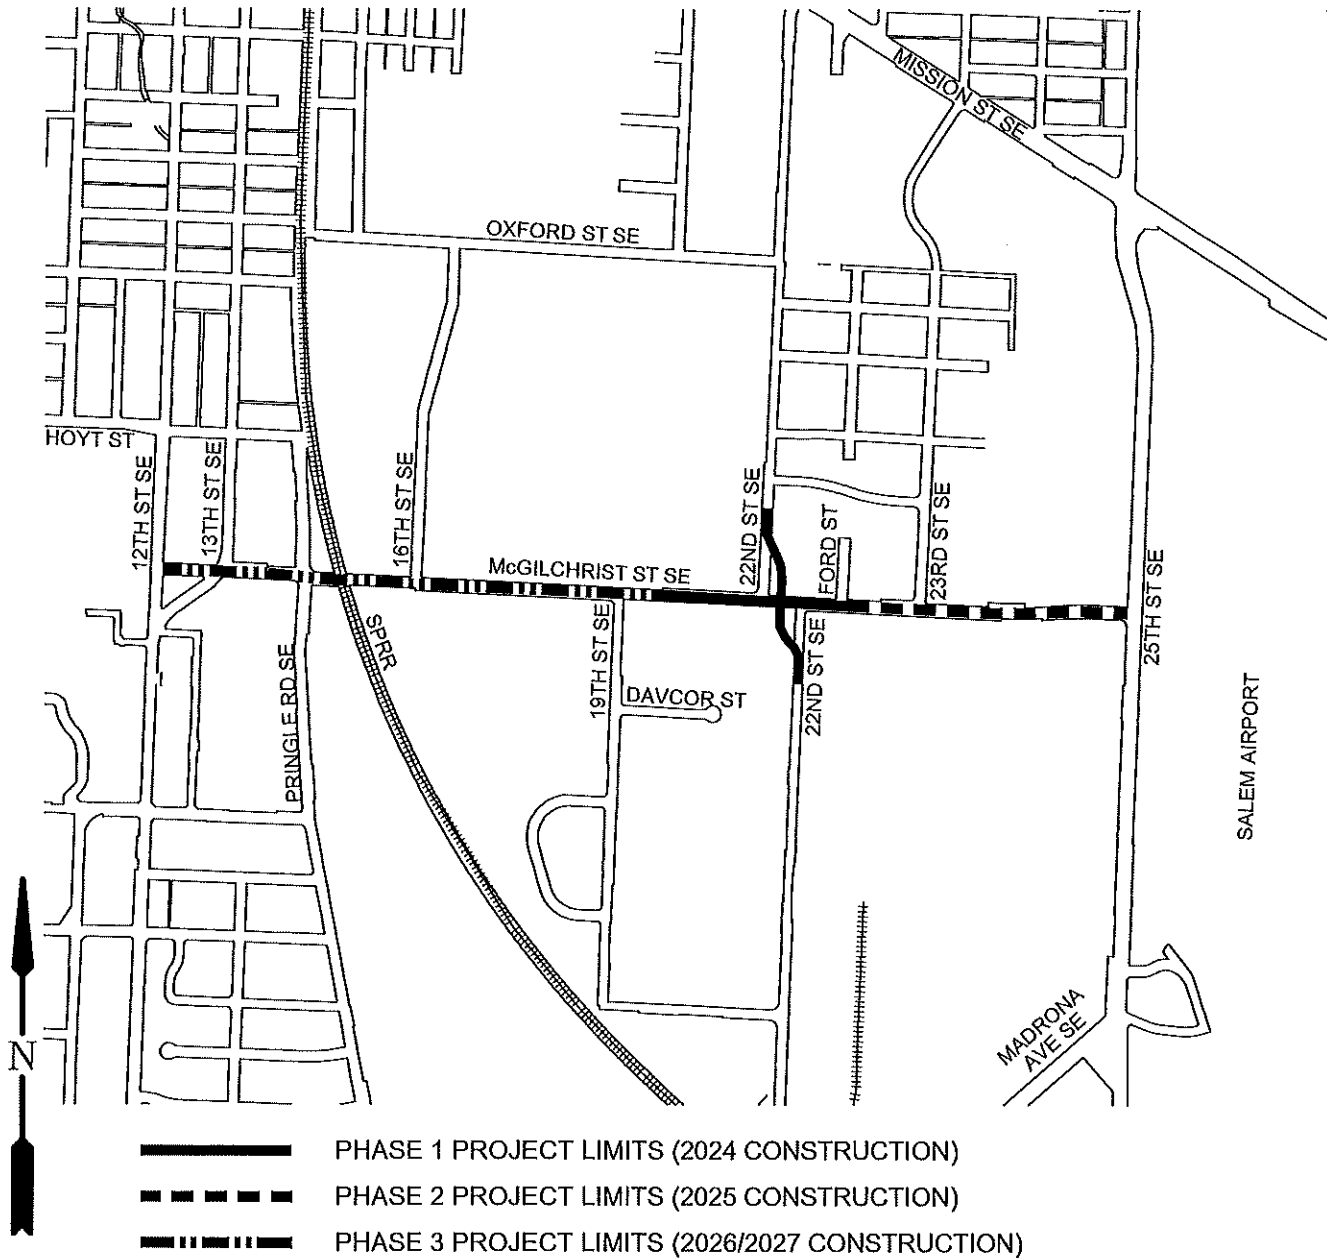 MISSION ST SE
OXFORD ST SE
HOYT ST
12TH ST SE
13TH ST SE
16TH ST SE
McGILCHRIST ST SE
22ND ST SE
FORD ST
23RD ST SE
25TH ST SE
SPRR
PRINGLE RD SE
19TH ST SE
DAVCOR ST
22ND ST SE
SALEM AIRPORT
MADRONA
AVE SE
N
PHASE 1 PROJECT LIMITS (2024 CONSTRUCTION)
PHASE 2 PROJECT LIMITS (2025 CONSTRUCTION)
PHASE 3 PROJECT LIMITS (2026/2027 CONSTRUCTION)